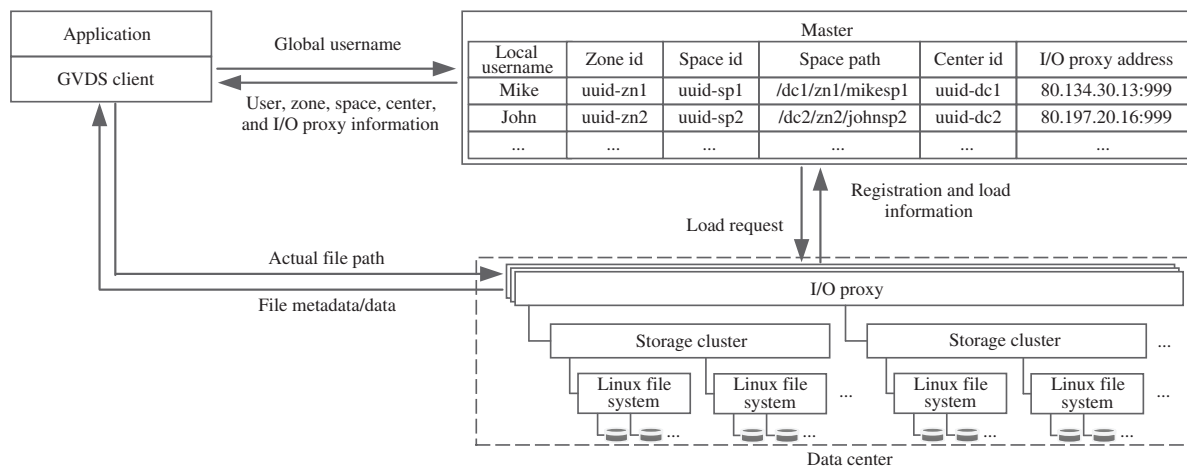 Application
GVDS client
Global username
User, zone, space, center,
and I/O proxy information
Master
Local username Zone id Space id Space path Center id I/O proxy address
Mike uuid-zn1 uuid-sp1 /dc1/zn1/mikesp1 uuid-dc1 80.134.30.13:999
John uuid-zn2 uuid-sp2 /dc2/zn2/johnsp2 uuid-dc2 80.197.20.16:999
... ... ... ... ... ...
Load request
Registration and load
information
Actual file path
File metadata/data
I/O proxy
Storage cluster Storage cluster ...
Linux file
system
Linux file
system
...
Linux file
system
Linux file
system
...
... ... ... ...
Data center